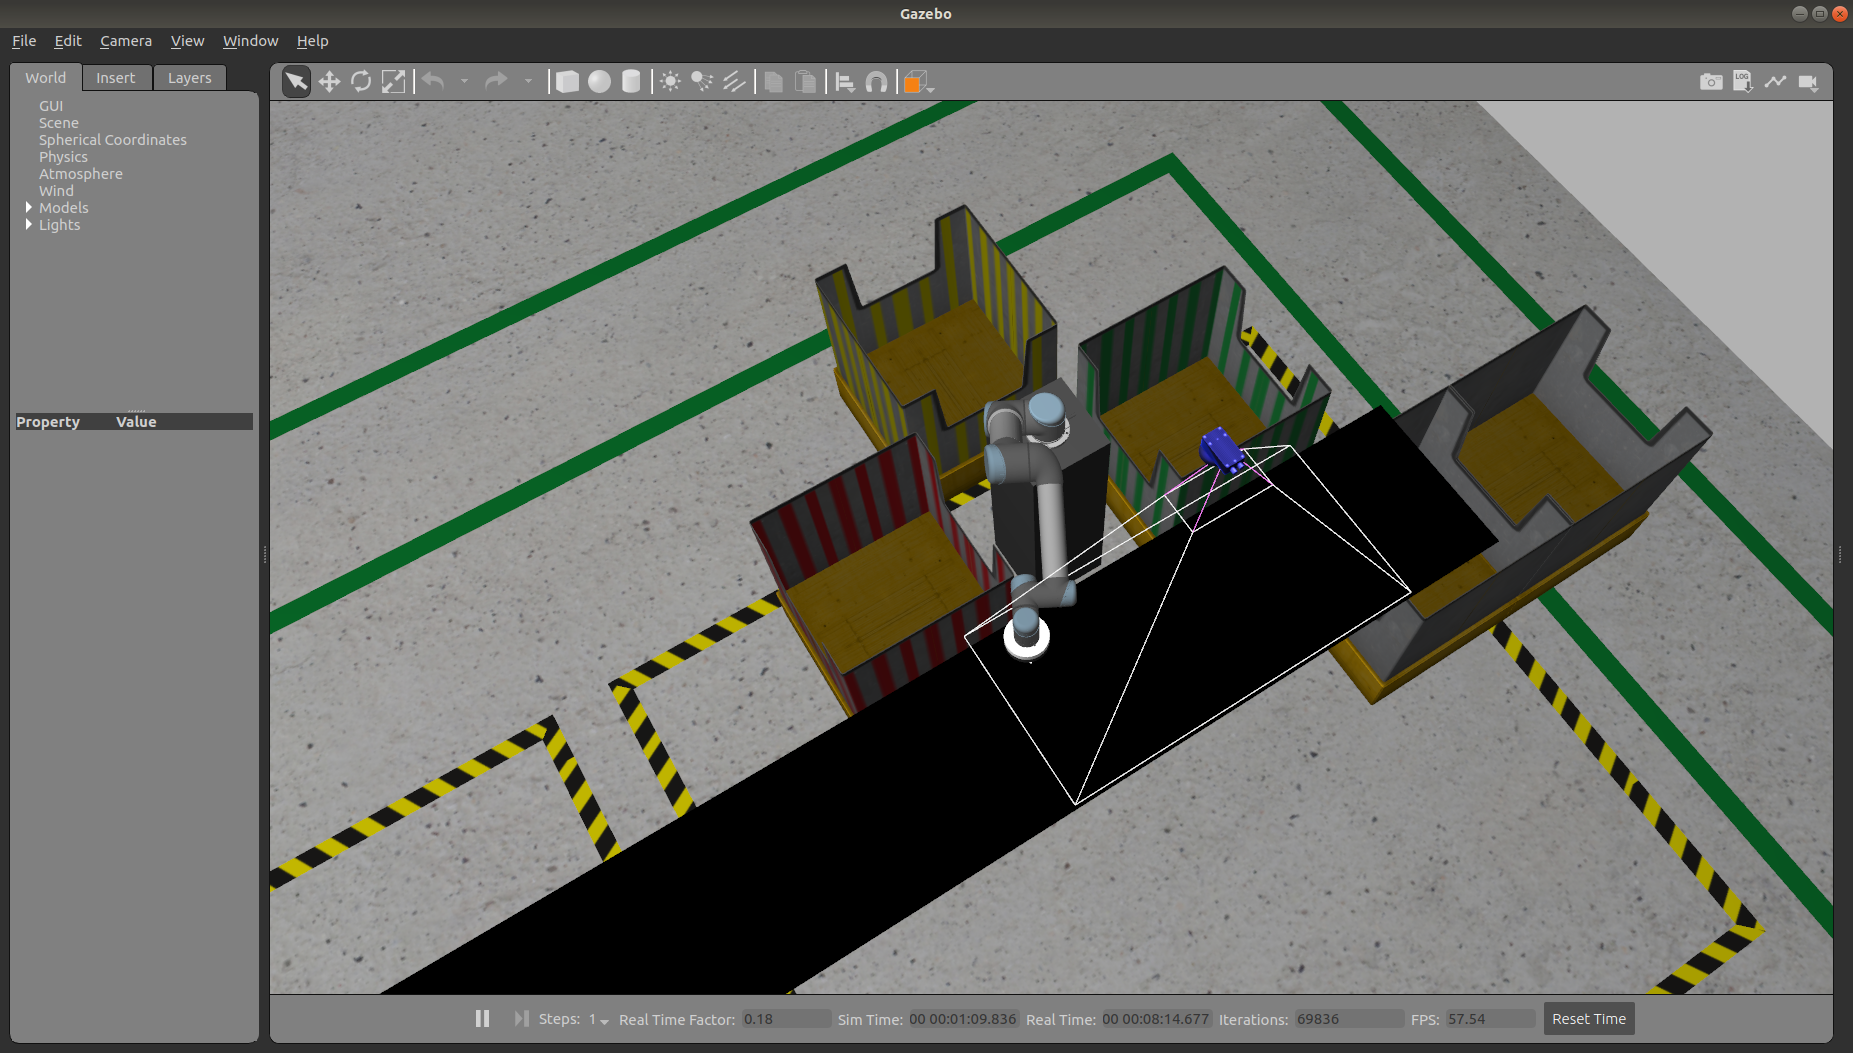 Gazebo
File Edit Camera View Window Help
World Insert Layers
GUI
Scene
Spherical Coordinates
Physics
Atmosphere
Wind
Models
Lights
Property Value
LOG
Steps: 1 Real Time Factor: 0.18 Sim Time: 00 00:01:09.836 Real Time: 00 00:08:14.677 Iterations: 69836 FPS: 57.54 Reset Time